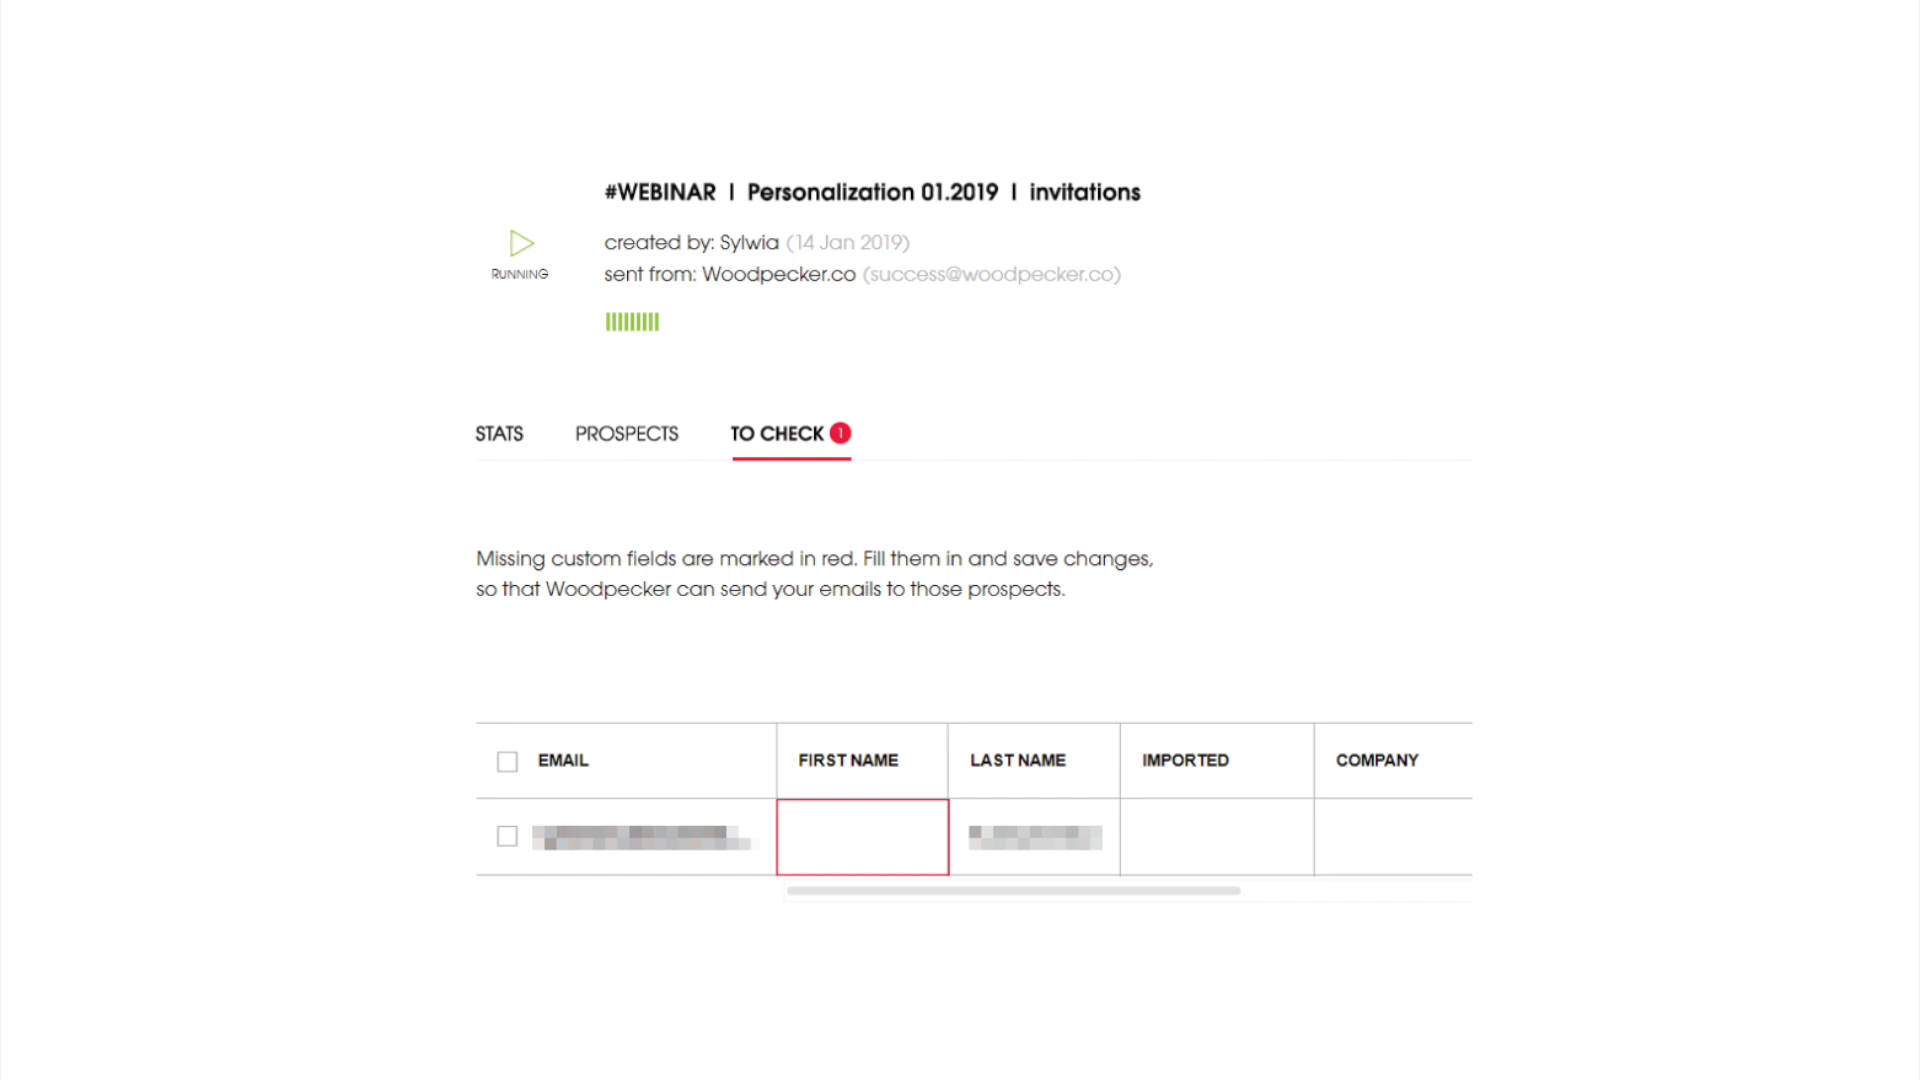 #WEBINAR | Personalization 01.2019 | invitations
created by: Sylwia (14 Jan 2019)
RUNNING
sent from: Woodpecker.co (success@woodpecker.co)
STATS PROSPECTS TO CHECK 1
Missing custom fields are marked in red. Fill them in and save changes,
so that Woodpecker can send your emails to those prospects.
EMAIL FIRST NAME LAST NAME IMPORTED COMPANY